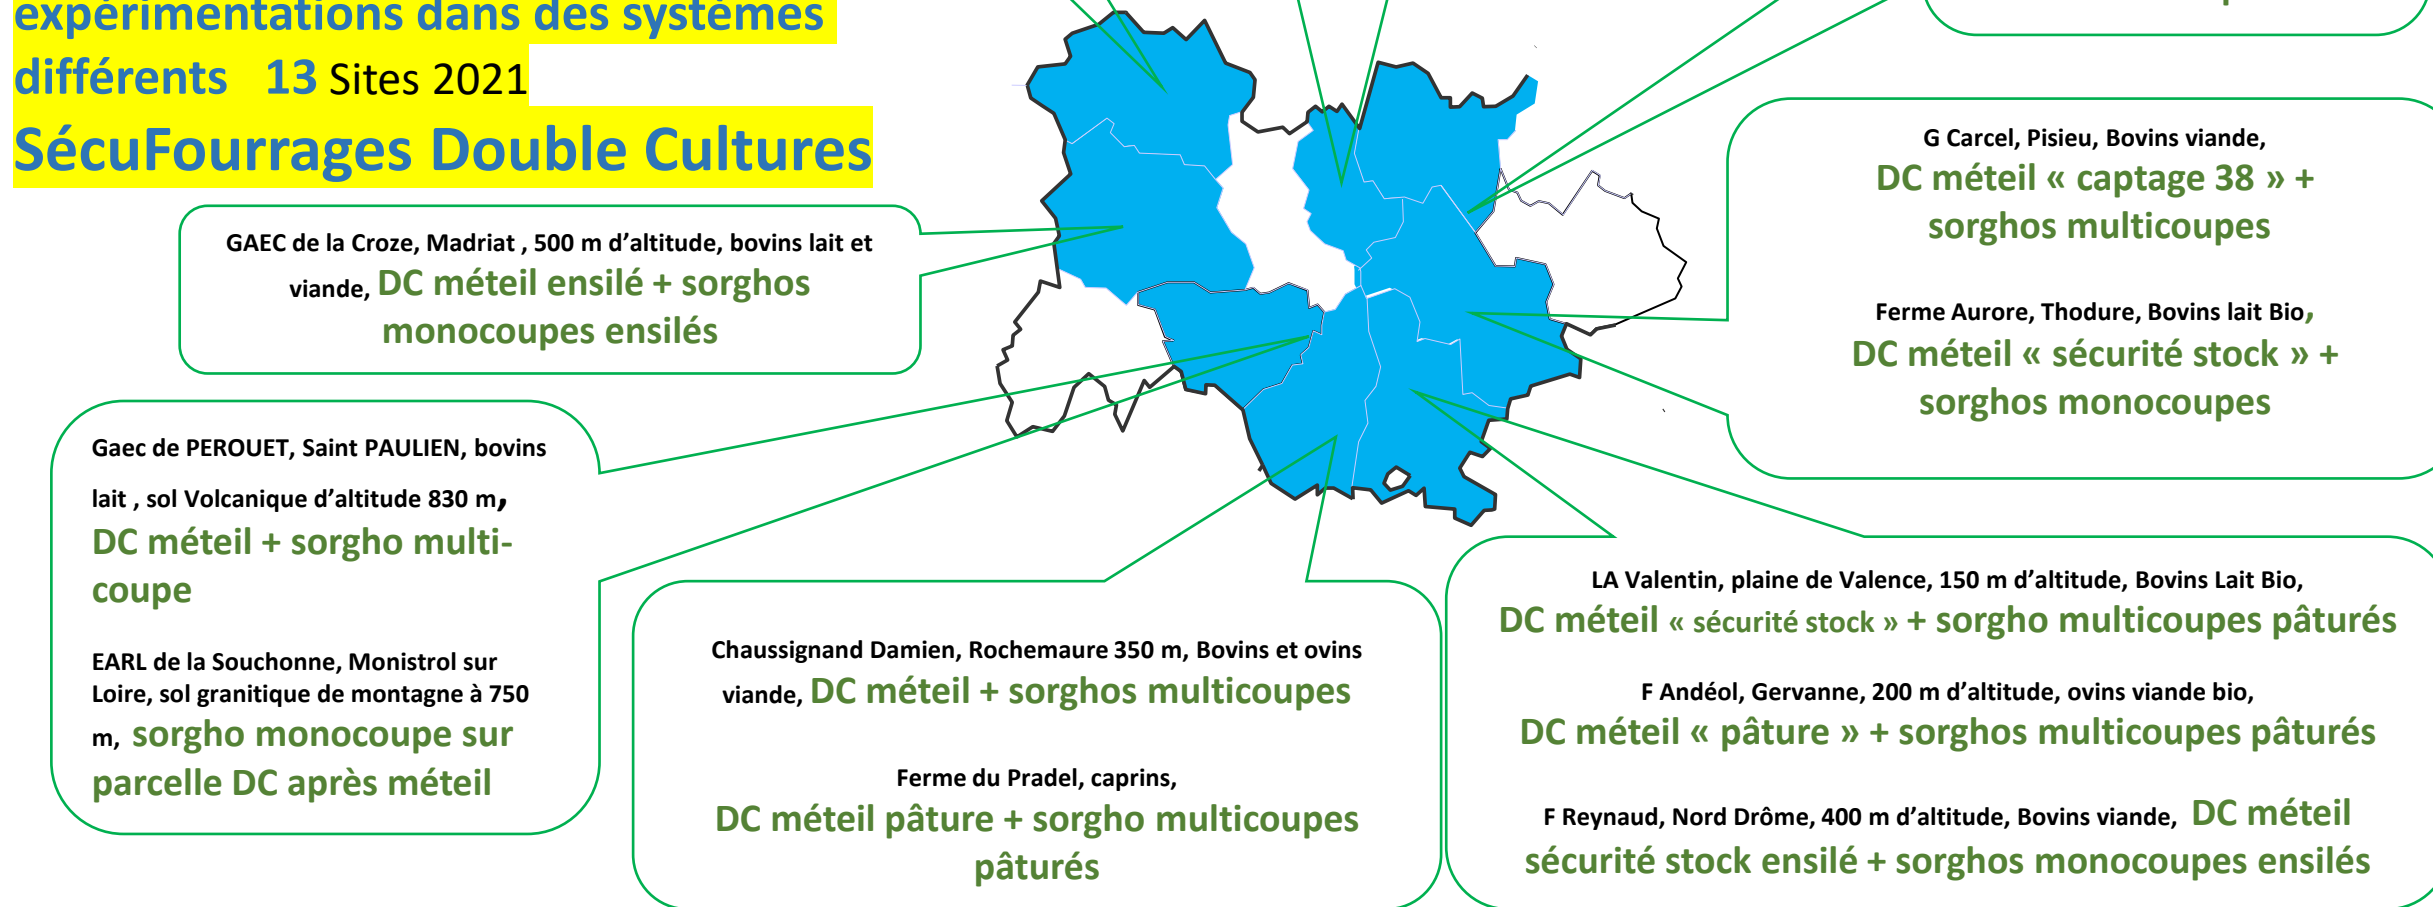 expérimentations dans des systèmes
différents 13 Sites 2021
SécuFourrages Double Cultures
GAEC de la Croze, Madriat , 500 m d’altitude, bovins lait et
viande, DC méteil ensilé + sorghos
monocoupes ensilés
G Carcel, Pisieu, Bovins viande,
DC méteil « captage 38 » +
sorghos multicoupes
Ferme Aurore, Thodure, Bovins lait Bio,
DC méteil « sécurité stock » +
sorghos monocoupes
Gaec de PEROUET, Saint PAULIEN, bovins
lait , sol Volcanique d’altitude 830 m,
DC méteil + sorgho multi-
coupe
EARL de la Souchonne, Monistrol sur
Loire, sol granitique de montagne à 750
m, sorgho monocoupe sur
parcelle DC après méteil
Chaussignand Damien, Rochemaure 350 m, Bovins et ovins
viande, DC méteil + sorghos multicoupes
Ferme du Pradel, caprins,
DC méteil pâture + sorgho multicoupes
pâturés
LA Valentin, plaine de Valence, 150 m d’altitude, Bovins Lait Bio,
DC méteil « sécurité stock » + sorgho multicoupes pâturés
F Andéol, Gervanne, 200 m d’altitude, ovins viande bio,
DC méteil « pâture » + sorghos multicoupes pâturés
F Reynaud, Nord Drôme, 400 m d’altitude, Bovins viande, DC méteil
sécurité stock ensilé + sorghos monocoupes ensilés